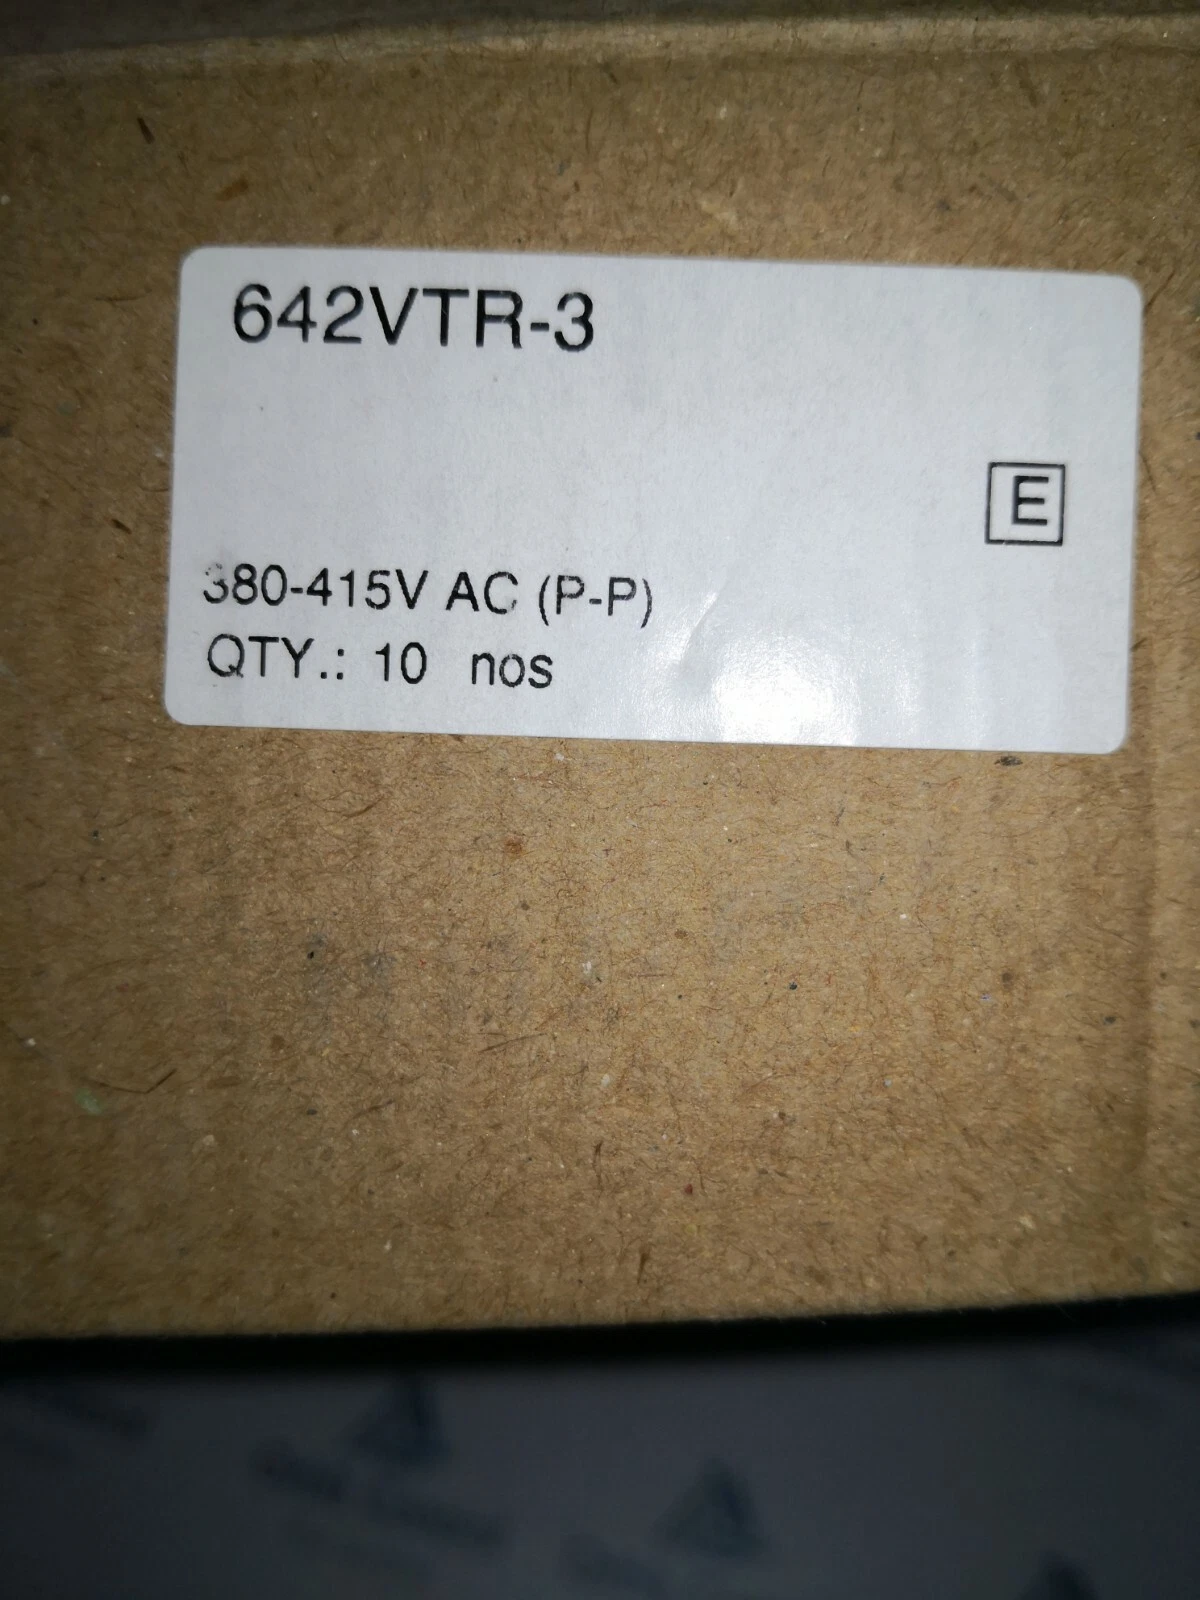 642VTR-3
E
380-415V AC (P-P)
QTY.: 10 nos